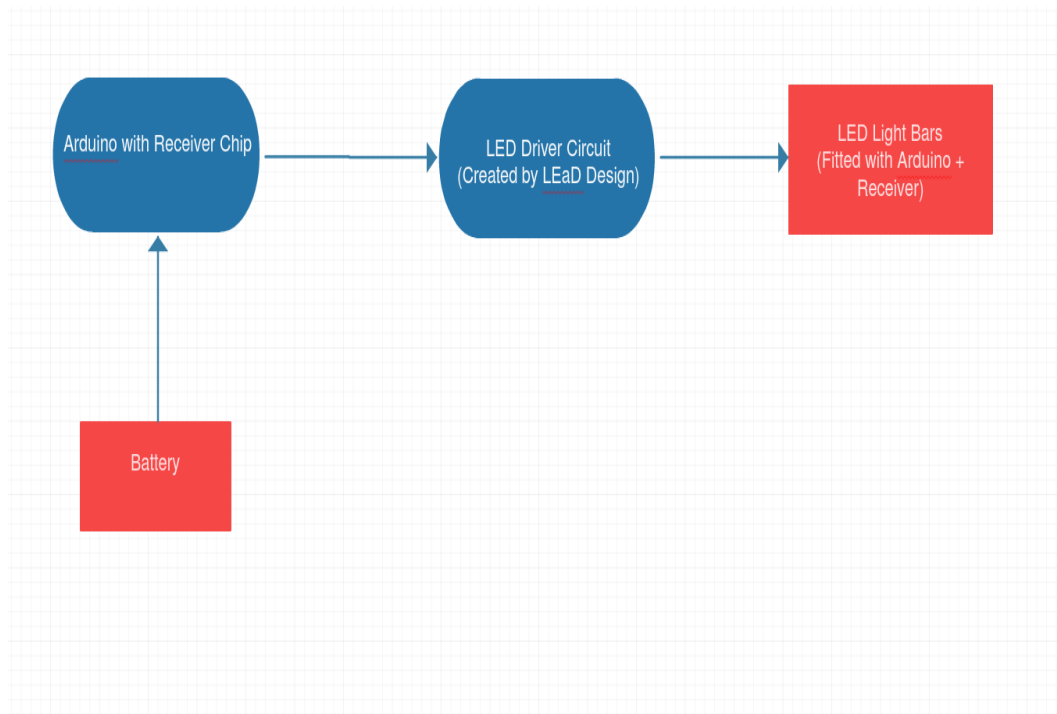 Arduino with Receiver Chip
LED Driver Circuit
(Created by LEaD Design)
LED Light Bars
(Fitted with Arduino +
Receiver)
Battery